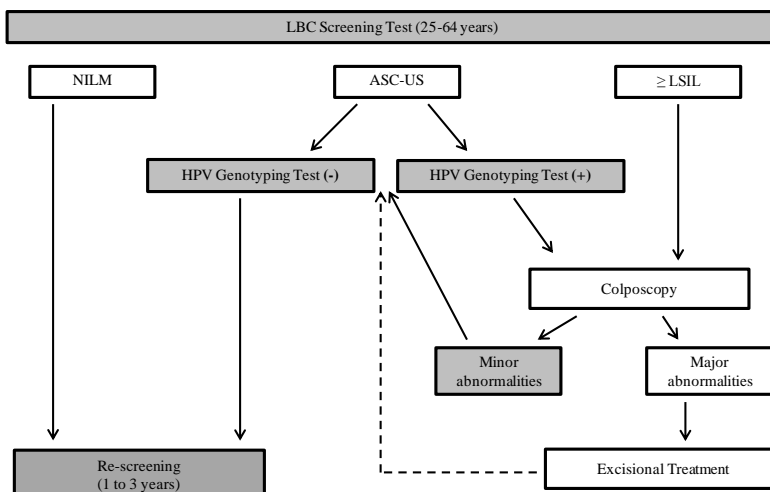 LBC Screening Test (25-64 years)
NILM
ASC-US
≥ LSIL
HPV Genotyping Test (-)
HPV Genotyping Test (+)
Colposcopy
Minor
abnormalities
Major
abnormalities
Re-screening
(1 to 3 years)
Excisional Treatment